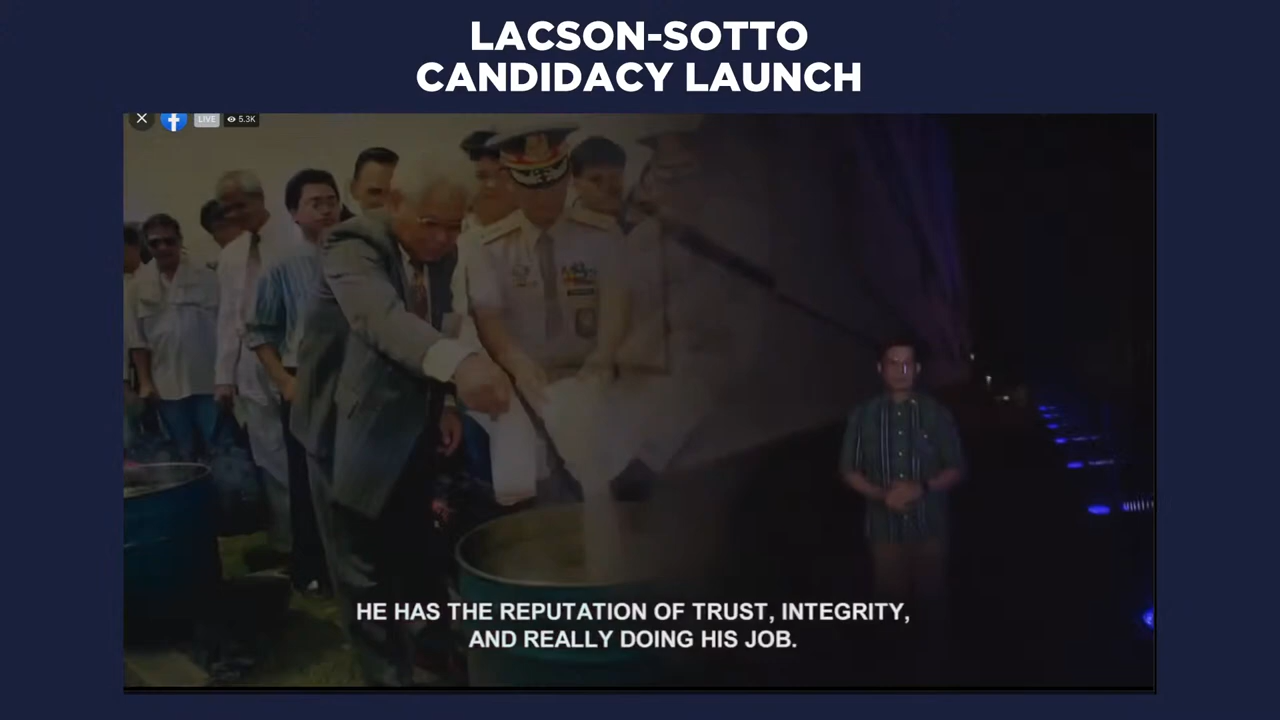 LACSON-SOTTO
CANDIDACY LAUNCH
LIVE 5.3K
HE HAS THE REPUTATION OF TRUST, INTEGRITY,
AND REALLY DOING HIS JOB.